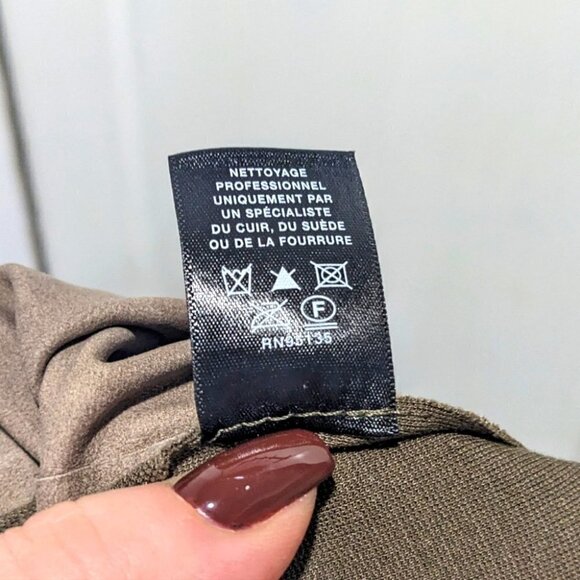 NETTOYAGE
PROFESSIONNEL
UNIQUEMENT PAR
UN SPÉCIALISTE
DU CUIR, DU SUÈDE
OU DE LA FOURRURE
F
RN95135